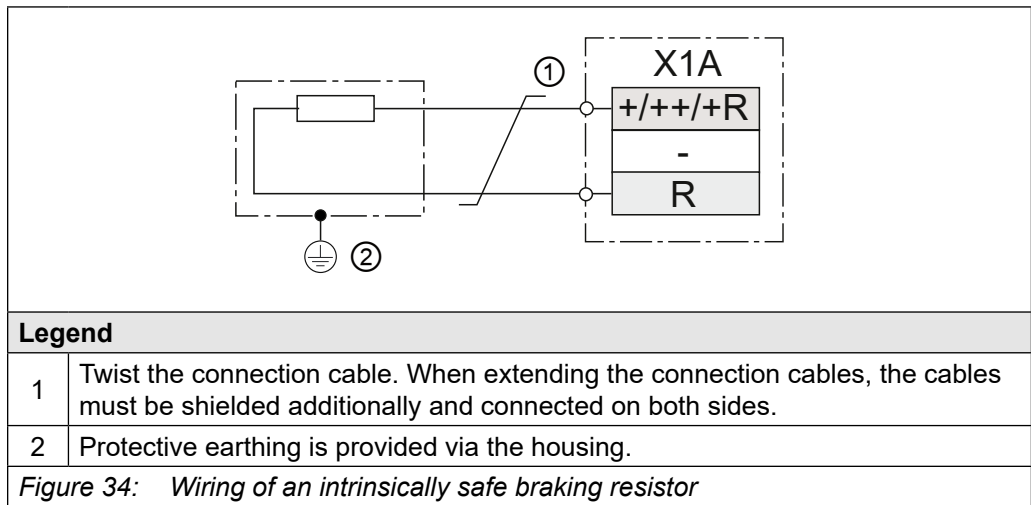 ①
X1A
+/++/+R
-
R
②
Legend
1 Twist the connection cable. When extending the connection cables, the cables
must be shielded additionally and connected on both sides.
2 Protective earthing is provided via the housing.
Figure 34: Wiring of an intrinsically safe braking resistor